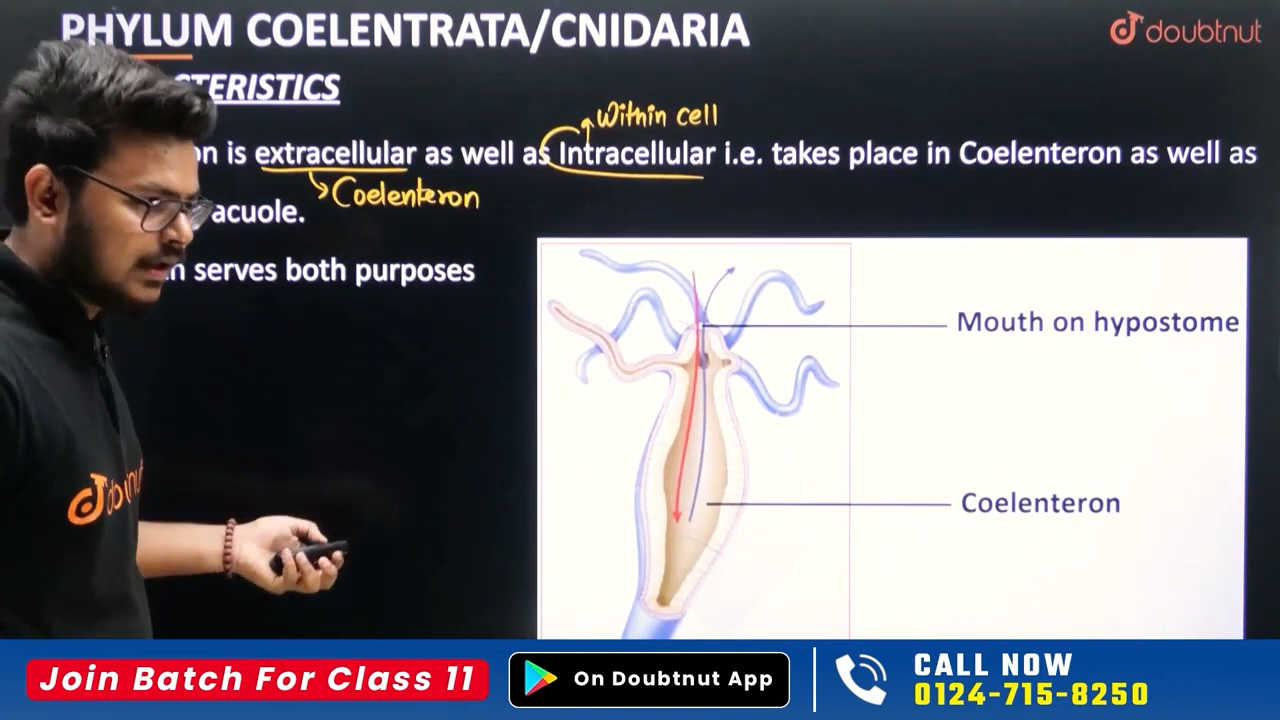 PHYLUM COELENTRATA/CNIDARIA
doubtnut
TERISTICS
Within cell
on is extracellular as well as Intracellular i.e. takes place in Coelenteron as well as
Coelenteron
acuole.
serves both purposes
Mouth on hypostome
Coelenteron
doubtnut
Join Batch For Class 11
On Doubtnut App
CALL NOW
0124-715-8250